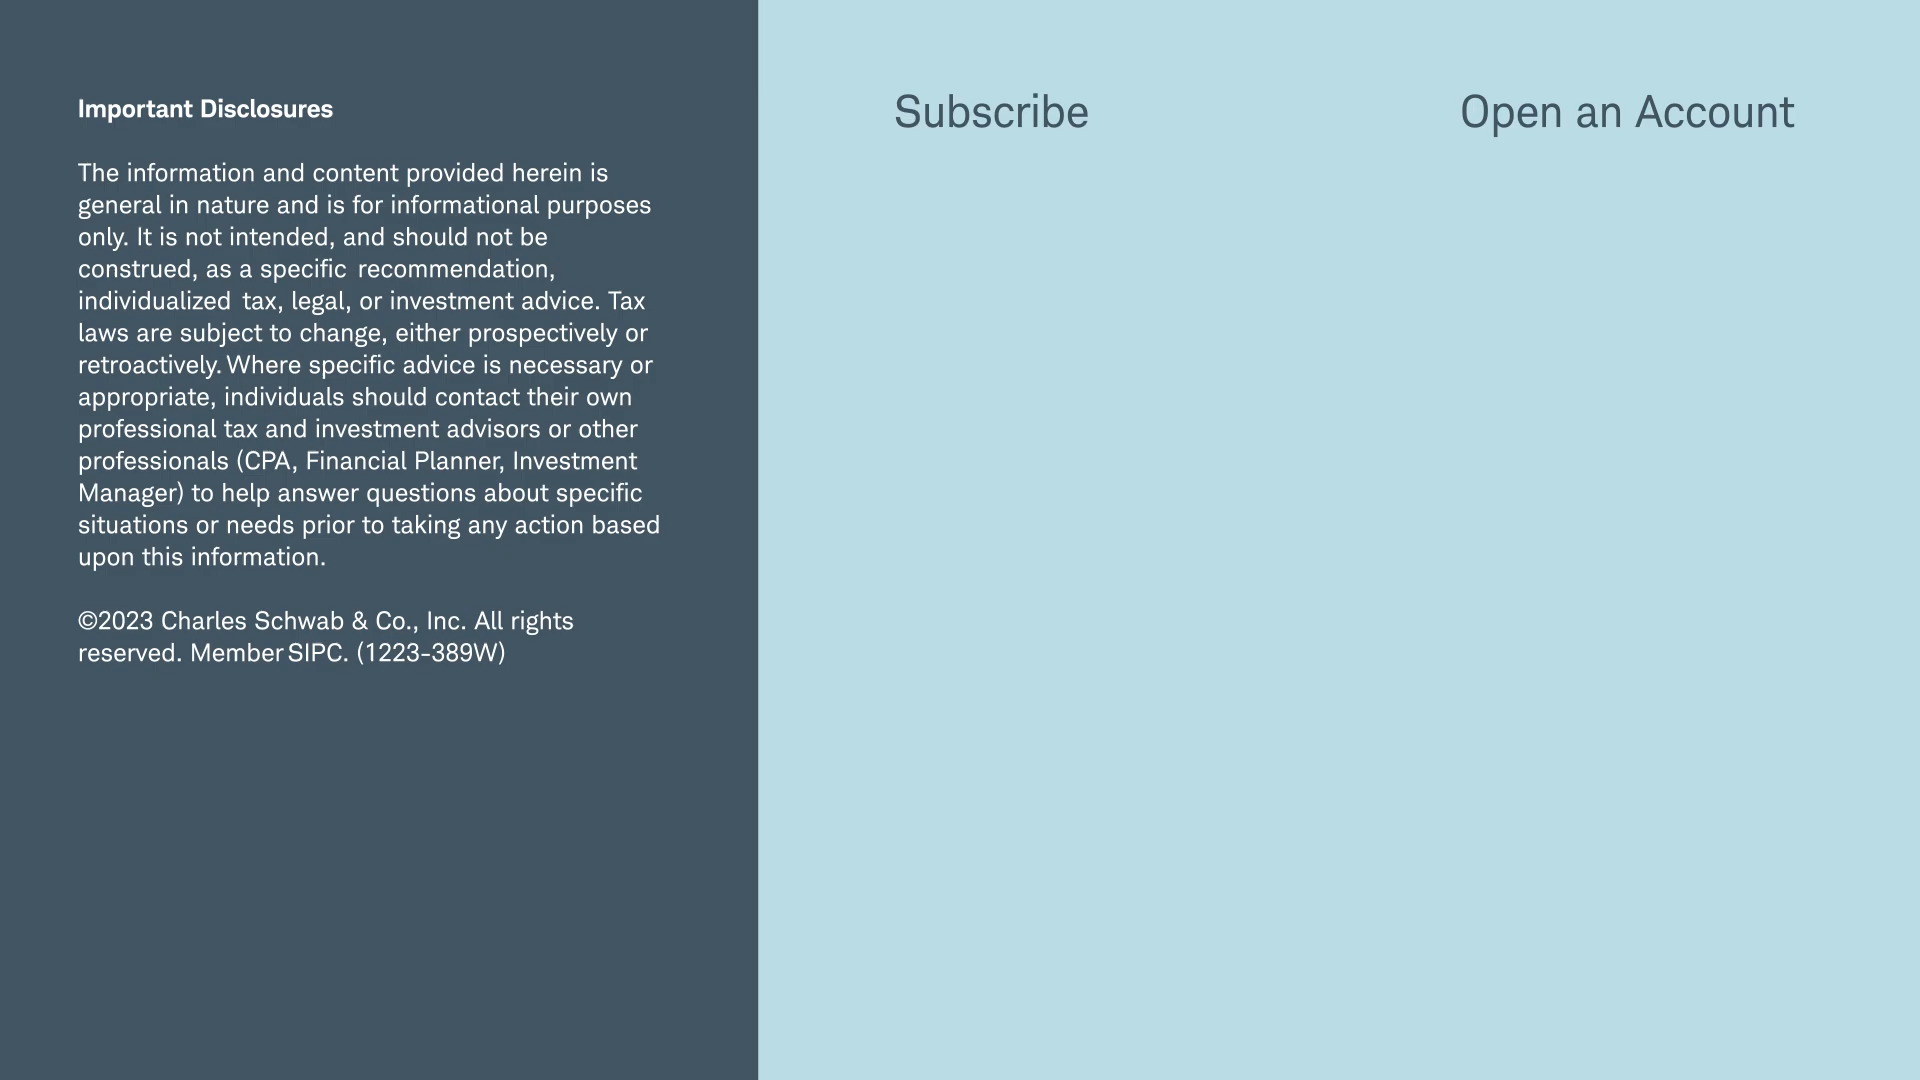 Important Disclosures
The information and content provided herein is
general in nature and is for informational purposes
only. It is not intended, and should not be
construed, as a specific recommendation,
individualized tax, legal, or investment advice. Tax
laws are subject to change, either prospectively or
retroactively. Where specific advice is necessary or
appropriate, individuals should contact their own
professional tax and investment advisors or other
professionals (CPA, Financial Planner, Investment
Manager) to help answer questions about specific
situations or needs prior to taking any action based
upon this information.
©2023 Charles Schwab & Co., Inc. All rights
reserved. Member SIPC. (1223-389W)
Subscribe
Open an Account